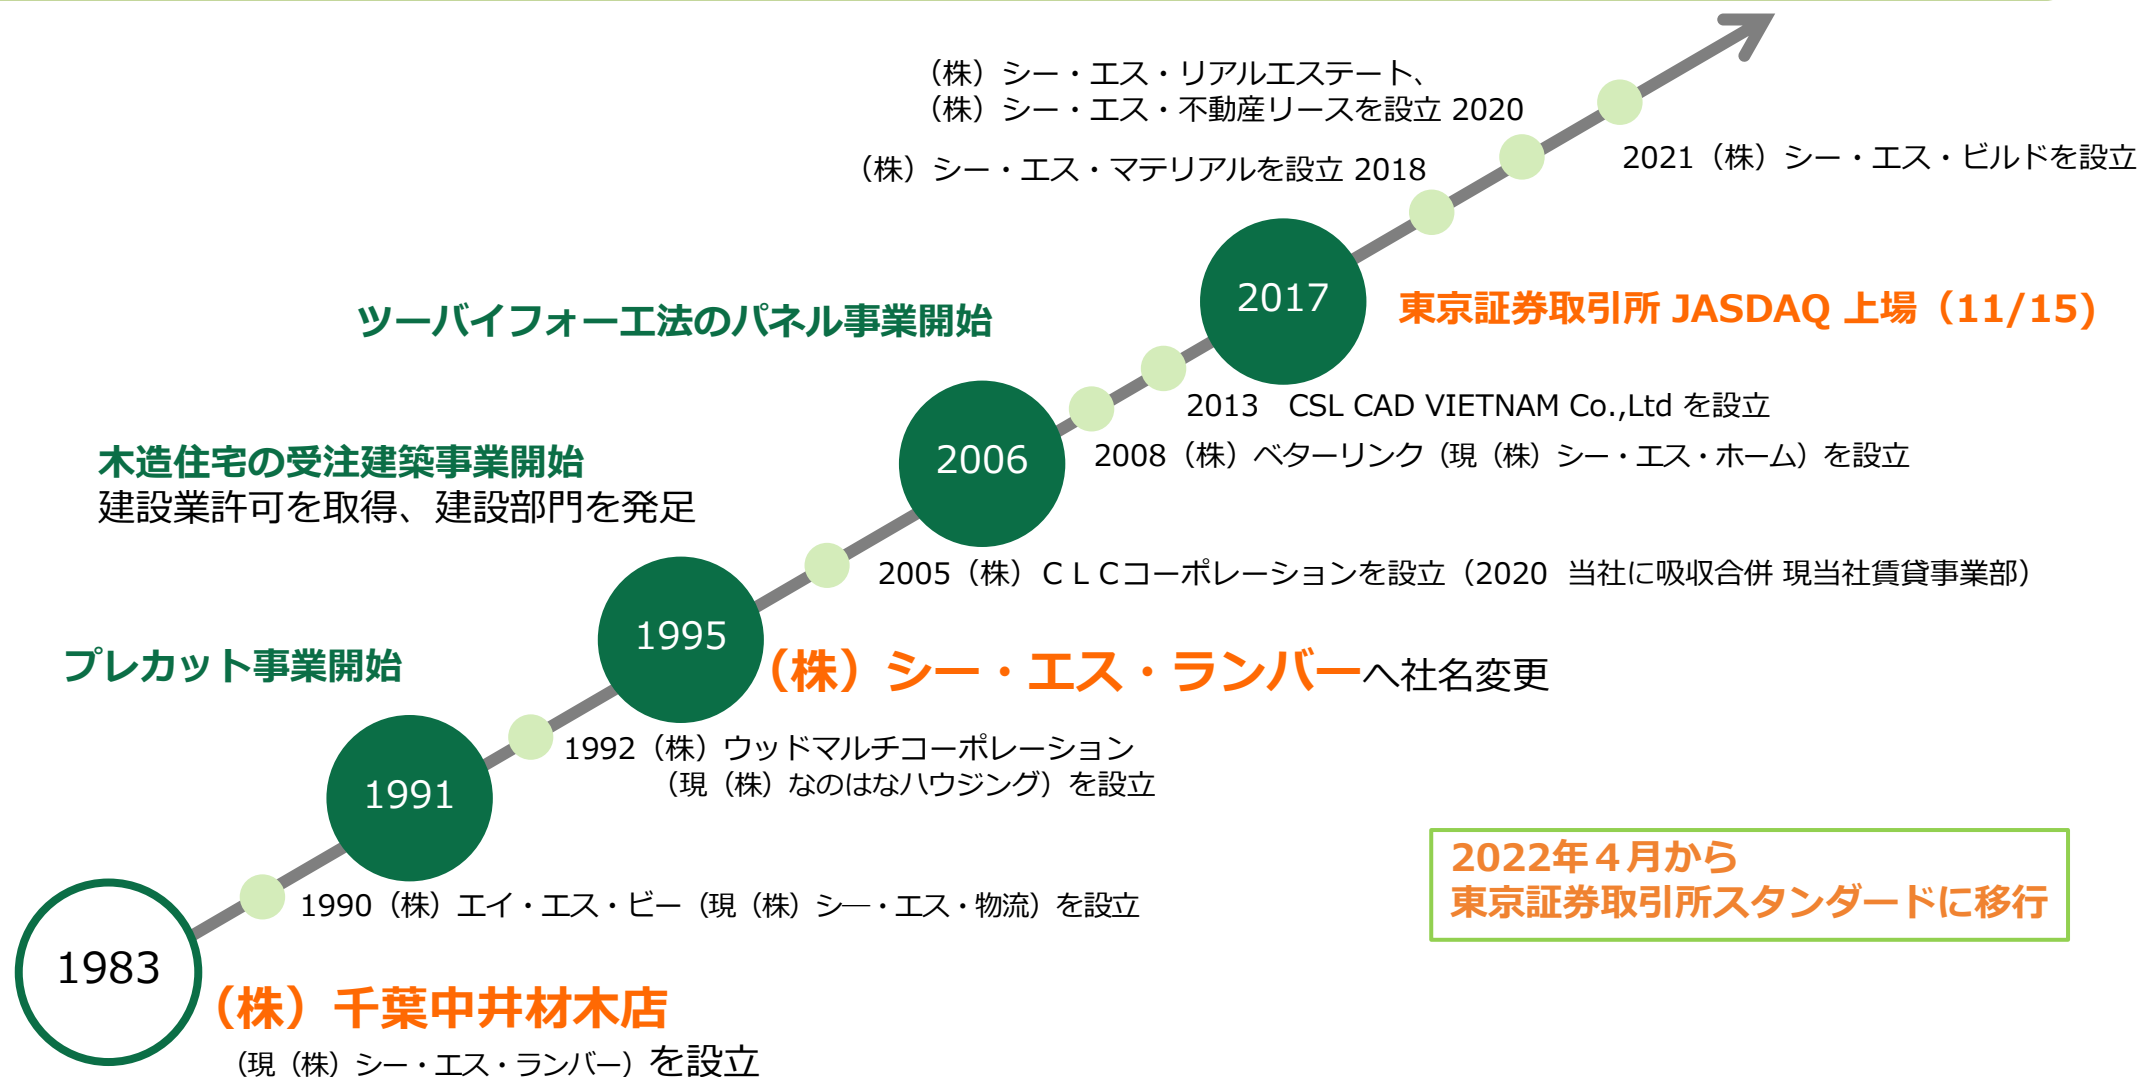 （株）シー・エス・リアルエステート、
（株）シー・エス・不動産リースを設立 2020
2021（株）シー・エス・ビルドを設立
（株）シー・エス・マテリアルを設立 2018
2017
東京証券取引所 JASDAQ 上場（11/15)
ツーバイフォー工法のパネル事業開始
2013　CSL CAD VIETNAM Co.,Ltd を設立
2006
2008（株）ベターリンク（現（株）シー・エス・ホーム）を設立
木造住宅の受注建築事業開始
建設業許可を取得、建設部門を発足
2005（株）ＣＬＣコーポレーションを設立（2020 当社に吸収合併 現当社賃貸事業部）
1995
（株）シー・エス・ランバーへ社名変更
プレカット事業開始
1992（株）ウッドマルチコーポレーション
（現（株）なのはなハウジング）を設立
1991
1990（株）エイ・エス・ビー（現（株）シ―・エス・物流）を設立
2022年４月から
東京証券取引所スタンダードに移行
1983
（株）千葉中井材木店
（現（株）シー・エス・ランバー）を設立